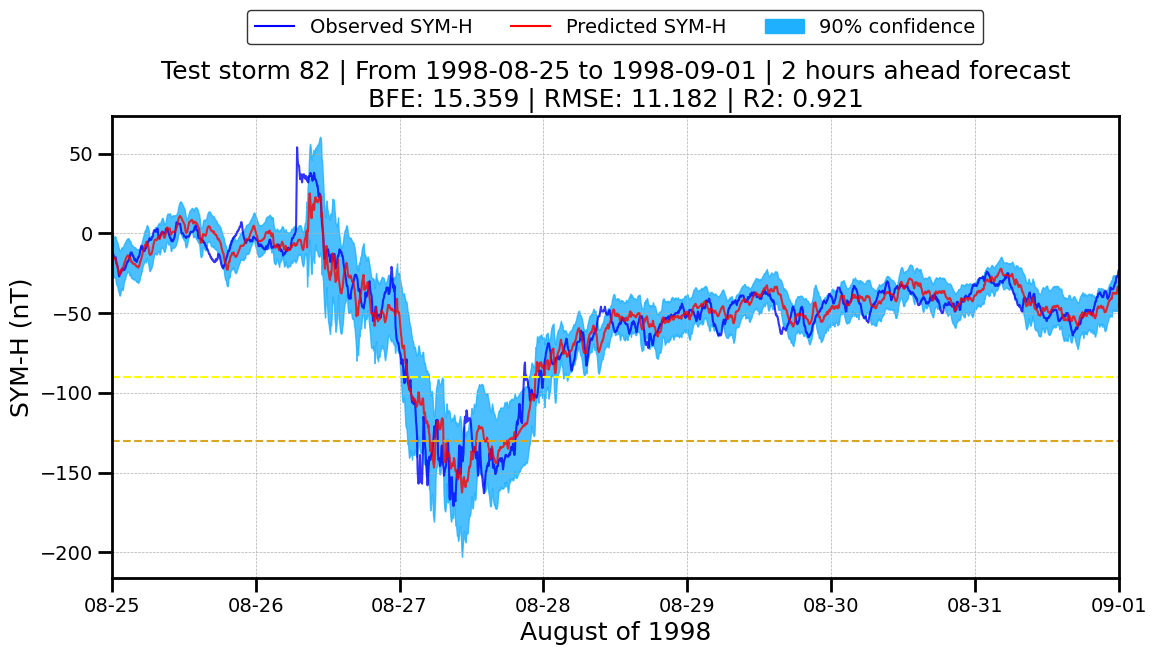 Observed SYM-H Predicted SYM-H 90% confidence
Test storm 82 | From 1998-08-25 to 1998-09-01 | 2 hours ahead forecast
BFE: 15.359 | RMSE: 11.182 | R2: 0.921
SYM-H (nT)
50
0
−50
−100
−150
−200
08-25 08-26 08-27 08-28 08-29 08-30 08-31 09-01
August of 1998